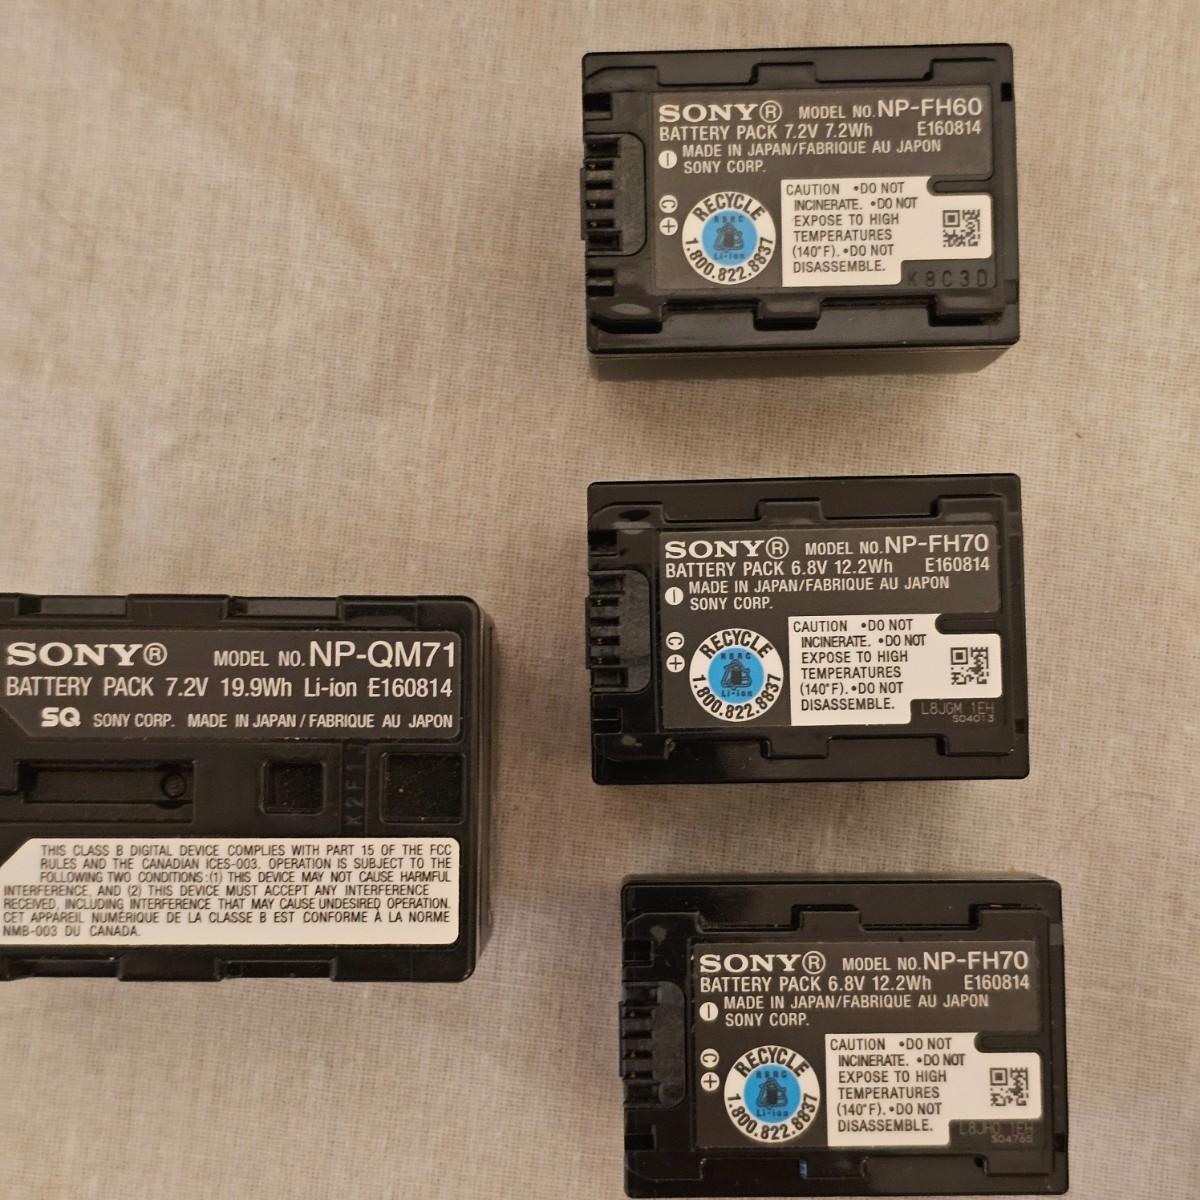 SONY® MODEL NO. NP-FH60
BATTERY PACK 7.2V 7.2Wh E160814
MADE IN JAPAN/FABRIQUE AU JAPON
SONY CORP.
C
RECYCLE
RBRC
Li-ion
1.800.822.8837
CAUTION •DO NOT
INCINERATE. •DO NOT
EXPOSE TO HIGH
TEMPERATURES
(140°F). •DO NOT
DISASSEMBLE.
K8C3D
SONY® MODEL NO. NP-FH70
BATTERY PACK 6.8V 12.2Wh E160814
MADE IN JAPAN/FABRIQUE AU JAPON
SONY CORP.
C
RECYCLE
RBRC
Li-ion
1.800.822.8837
CAUTION •DO NOT
INCINERATE. •DO NOT
EXPOSE TO HIGH
TEMPERATURES
(140°F). •DO NOT
DISASSEMBLE.
L8JGM 1EH
S04013
SONY® MODEL NO. NP-QM71
BATTERY PACK 7.2V 19.9Wh Li-ion E160814
SQ SONY CORP. MADE IN JAPAN / FABRIQUE AU JAPON
X2F1
THIS CLASS B DIGITAL DEVICE COMPLIES WITH PART 15 OF THE FCC
RULES AND THE CANADIAN ICES-003. OPERATION IS SUBJECT TO THE
FOLLOWING TWO CONDITIONS:(1) THIS DEVICE MAY NOT CAUSE HARMFUL
INTERFERENCE, AND (2) THIS DEVICE MUST ACCEPT ANY INTERFERENCE
RECEIVED, INCLUDING INTERFERENCE THAT MAY CAUSE UNDESIRED OPERATION.
CET APPAREIL NUMÉRIQUE DE LA CLASSE B EST CONFORME À LA NORME
NMB-003 DU CANADA.
SONY® MODEL NO. NP-FH70
BATTERY PACK 6.8V 12.2Wh E160814
MADE IN JAPAN/FABRIQUE AU JAPON
SONY CORP.
C
RECYCLE
RBRC
Li-ion
1.800.822.8837
CAUTION •DO NOT
INCINERATE. •DO NOT
EXPOSE TO HIGH
TEMPERATURES
(140°F). •DO NOT
DISASSEMBLE.
1EH
S04765